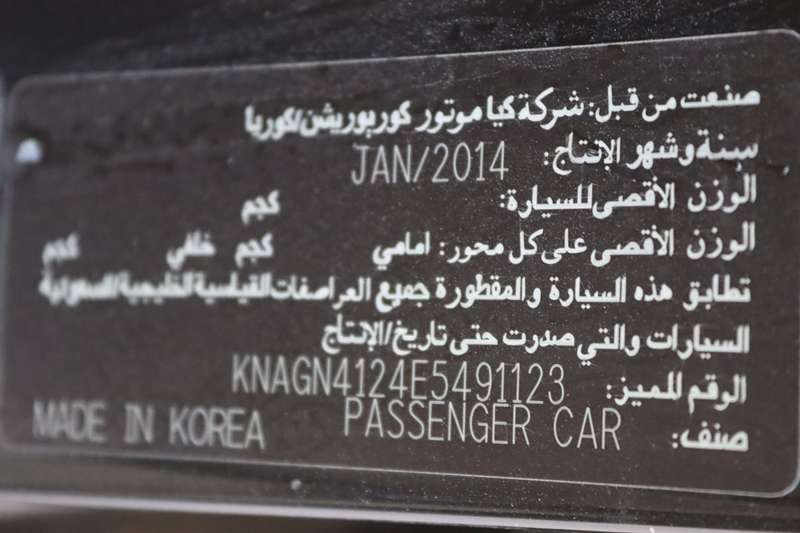 صنعت من قبل: شركة كيا موتور كوربوريشن/كوريا
سنة وشهر الإنتاج: JAN/2014
الوزن الأقصى للسيارة: كجم
الوزن الأقصى على كل محور: امامي كجم خلفي كجم
تطابق هذه السيارة والمقطورة جميع المراصفات القياسية الخليجية/السعودية
السيارات والتي صدرت حتى تاريخ/الإنتاج
الرقم المميز: KNAGN4124E5491123
صنف: PASSENGER CAR MADE IN KOREA